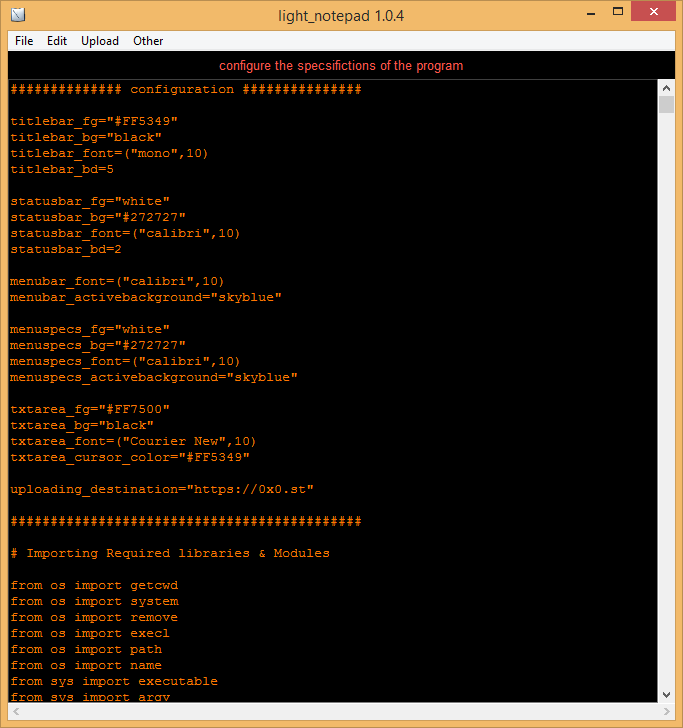 light_notepad 1.0.4
File Edit Upload Other
configure the specsifictions of the program
############## configuration ###############
titlebar_fg="#FF5349"
titlebar_bg="black"
titlebar_font=("mono",10)
titlebar_bd=5
statusbar_fg="white"
statusbar_bg="#272727"
statusbar_font=("calibri",10)
statusbar_bd=2
menubar_font=("calibri",10)
menubar_activebackground="skyblue"
menuspecs_fg="white"
menuspecs_bg="#272727"
menuspecs_font=("calibri",10)
menuspecs_activebackground="skyblue"
txtarea_fg="#FF7500"
txtarea_bg="black"
txtarea_font=("Courier New",10)
txtarea_cursor_color="#FF5349"
uploading_destination="https://0x0.st"
############################################
# Importing Required libraries & Modules
from os import getcwd
from os import system
from os import remove
from os import execl
from os import path
from os import name
from sys import executable
from sys import argv